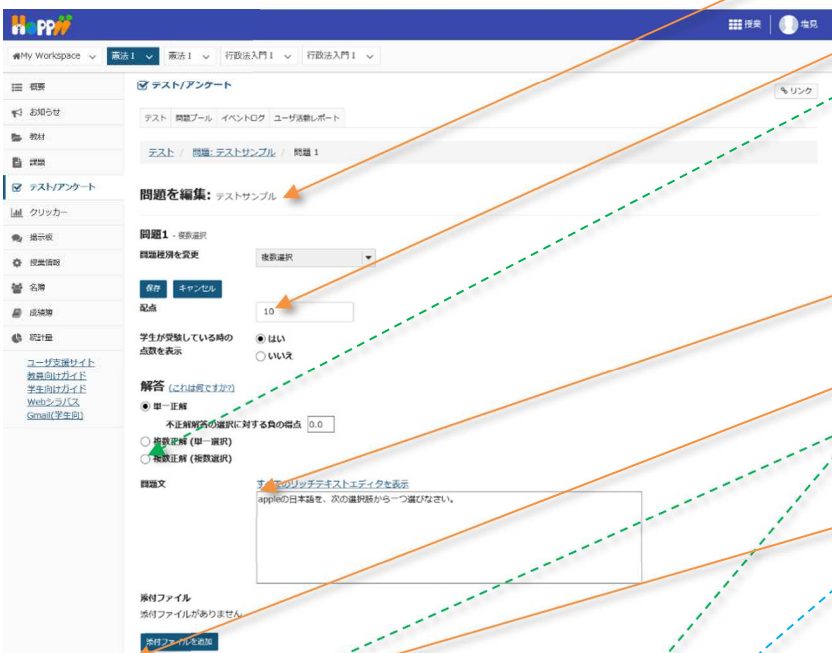 HoPPii
授業
塩見
My Workspace
憲法Ⅰ
憲法Ⅰ
行政法入門Ⅰ
行政法入門Ⅰ
概要
お知らせ
教材
課題
テスト/アンケート
クリッカー
掲示板
授業情報
名簿
成績簿
統計量
ユーザ支援サイト
教員向けガイド
学生向けガイド
Webシラバス
Gmail(学生向)
テスト/アンケート
リンク
テスト 問題プール イベントログ ユーザ活動レポート
テスト / 問題: テストサンプル / 問題 1
問題を編集: テストサンプル
問題1 - 複数選択
問題種別を変更 複数選択
保存 キャンセル
配点 10
学生が受験している時の
点数を表示
はい
いいえ
解答 (これは何ですか?)
単一正解
不正解解答の選択に対する負の得点 0.0
複数正解 (単一選択)
複数正解 (複数選択)
問題文 すべてのリッチテキストエディタを表示
appleの日本語を、次の選択肢から一つ選びなさい。
添付ファイル
添付ファイルがありません
添付ファイルを追加